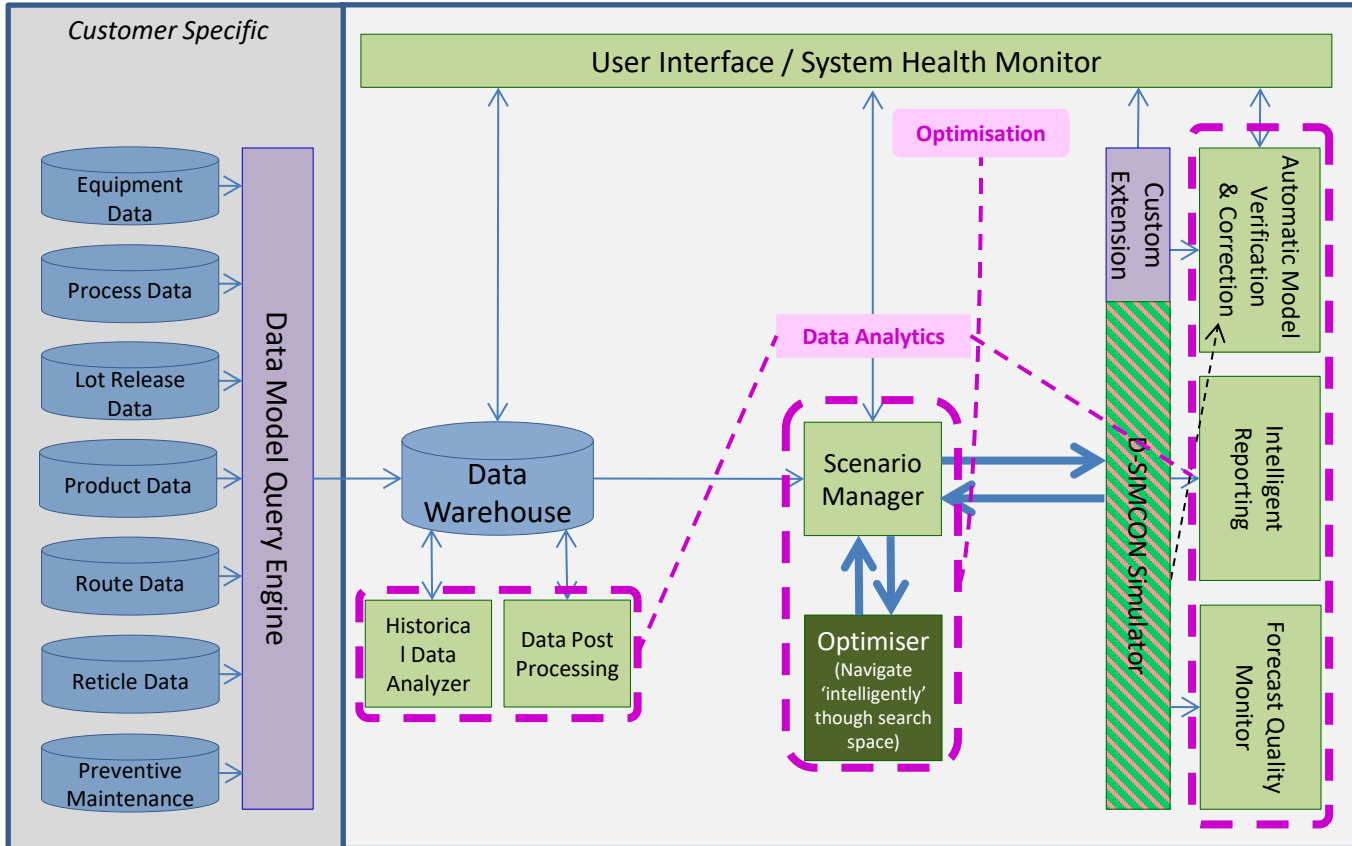 Customer Specific
User Interface / System Health Monitor
Optimisation
Equipment
Data
Process Data
Lot Release
Data
Product Data
Route Data
Reticle Data
Preventive
Maintenance
Data Model Query Engine
Data
Warehouse
Historica
l Data
Analyzer
Data Post
Processing
Data Analytics
Scenario
Manager
Optimiser
(Navigate
‘intelligently’
though search
space)
Custom
Extension
D-SIMCON Simulator
Automatic Model
Verification
& Correction
Intelligent
Reporting
Forecast Quality
Monitor